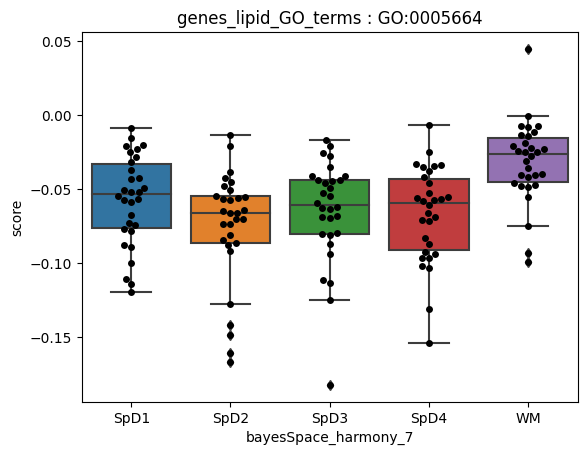 genes_lipid_GO_terms : GO:0005664
0.05
0.00
−0.05
−0.10
−0.15
score
SpD1 SpD2 SpD3 SpD4 WM
bayesSpace_harmony_7